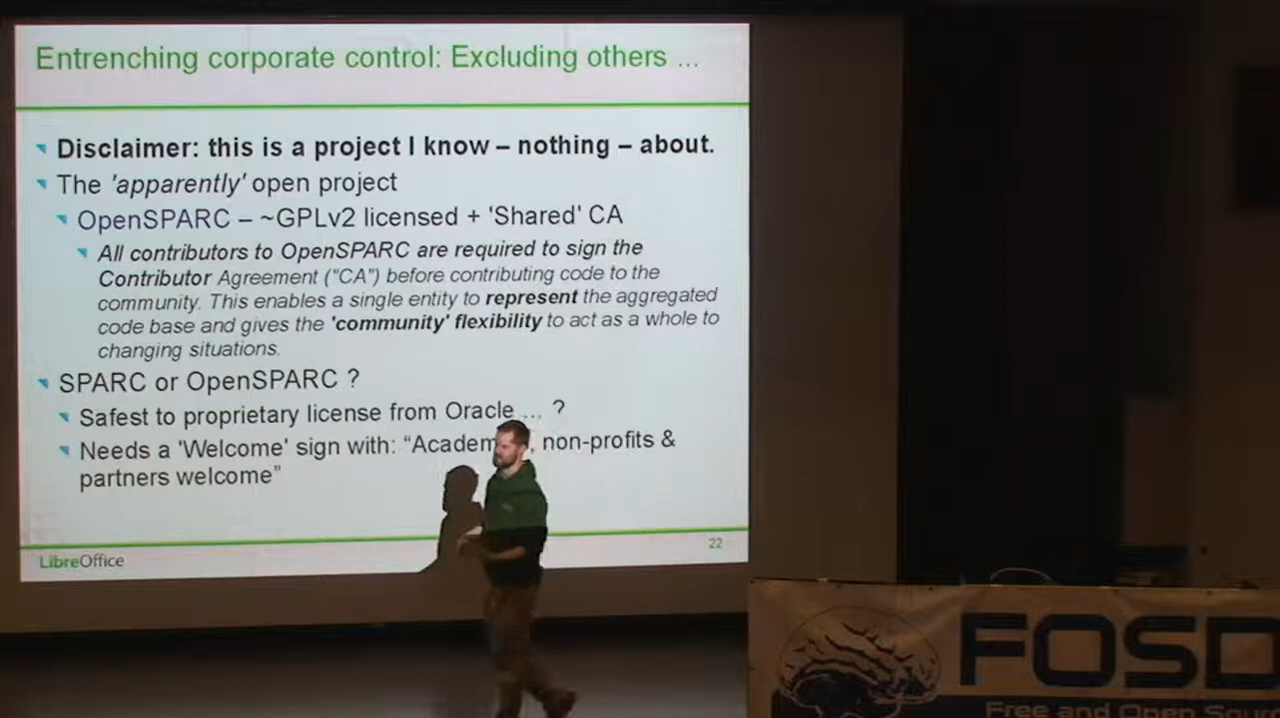 Entrenching corporate control: Excluding others ...
Disclaimer: this is a project I know – nothing – about.
The 'apparently' open project
OpenSPARC – ~GPLv2 licensed + 'Shared' CA
All contributors to OpenSPARC are required to sign the
Contributor Agreement ("CA") before contributing code to the
community. This enables a single entity to represent the aggregated
code base and gives the 'community' flexibility to act as a whole to
changing situations.
SPARC or OpenSPARC ?
Safest to proprietary license from Oracle ... ?
Needs a 'Welcome' sign with: “ non-profits &
partners welcome”
LibreOffice
22
FOSD
Free and Open